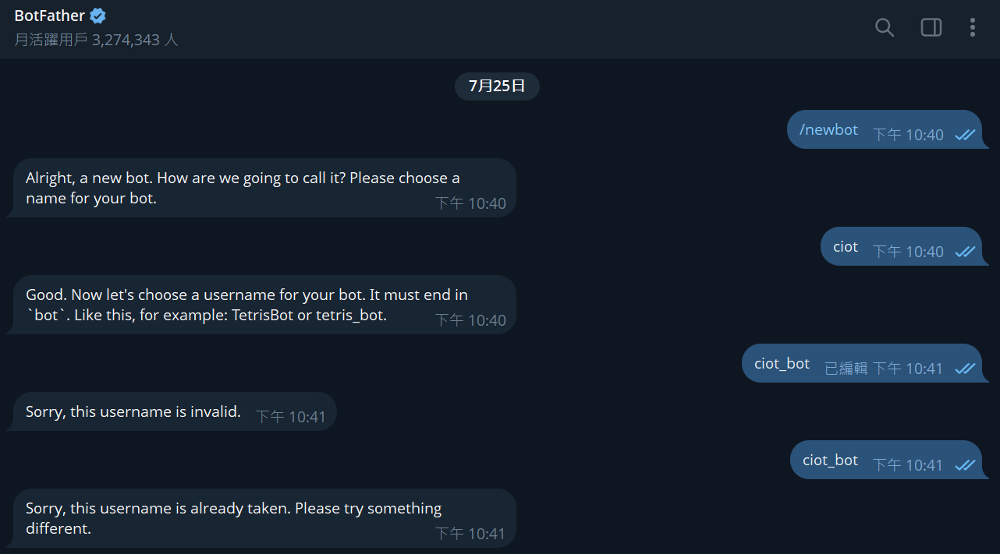 BotFather
月活躍用戶 3,274,343 人
7月25日
/newbot 下午 10:40
Alright, a new bot. How are we going to call it? Please choose a
name for your bot. 下午 10:40
ciot 下午 10:40
Good. Now let's choose a username for your bot. It must end in
`bot`. Like this, for example: TetrisBot or tetris_bot. 下午 10:40
ciot_bot 已編輯 下午 10:41
Sorry, this username is invalid. 下午 10:41
ciot_bot 下午 10:41
Sorry, this username is already taken. Please try something
different. 下午 10:41